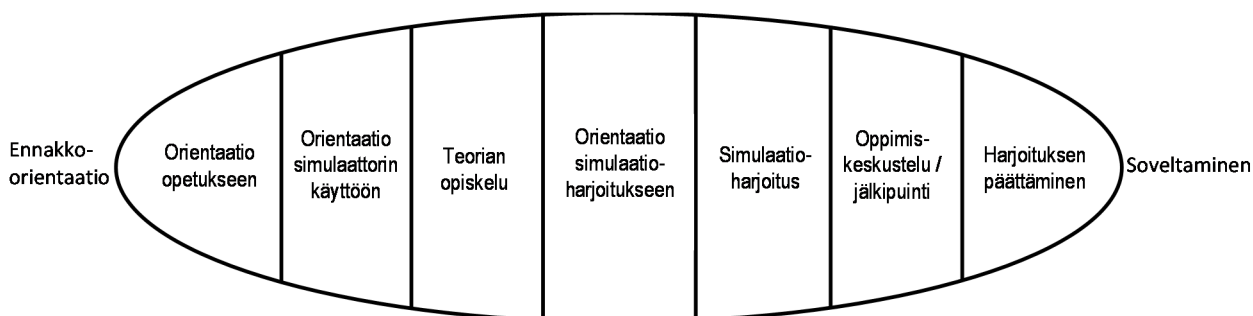 Ennakko-
orientaatio
Orientaatio
opetukseen
Orientaatio
simulaattorin
käyttöön
Teorian
opiskelu
Orientaatio
simulaatio-
harjoitukseen
Simulaatio-
harjoitus
Oppimis-
keskustelu /
jälkipuinti
Harjoituksen
päättäminen
Soveltaminen